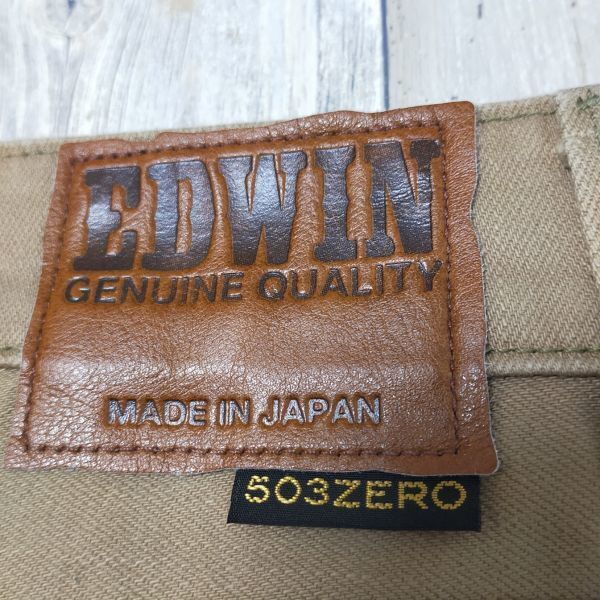 EDWIN
GENUINE QUALITY
MADE IN JAPAN
503ZERO